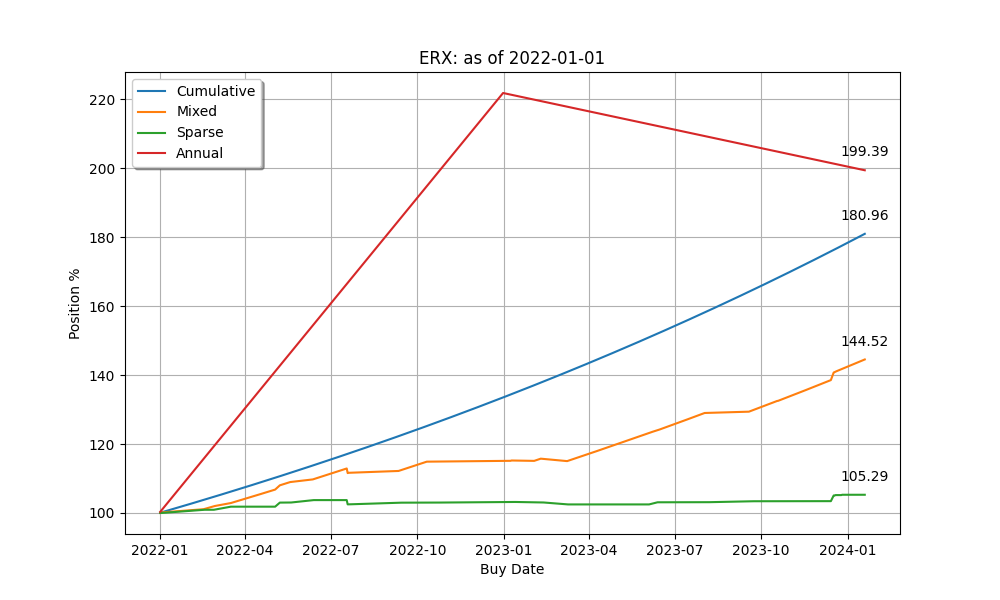 ERX: as of 2022-01-01
Cumulative
Mixed
Sparse
Annual
220
200
180
160
140
120
100
Position %
199.39
180.96
144.52
105.29
2022-01 2022-04 2022-07 2022-10 2023-01 2023-04 2023-07 2023-10 2024-01
Buy Date